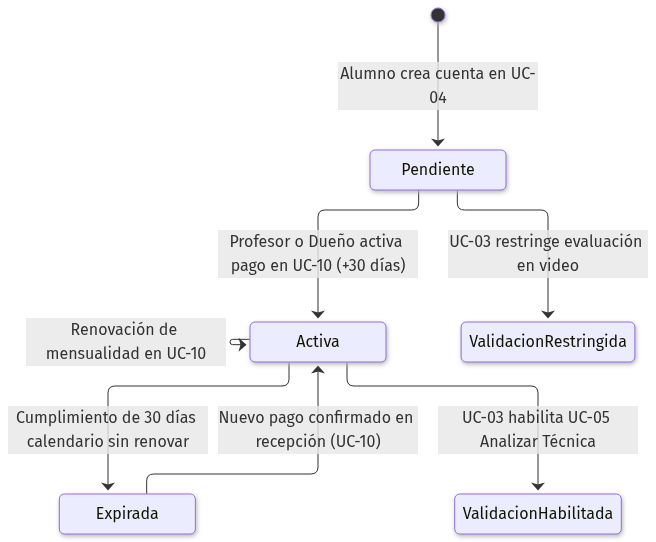 Alumno crea cuenta en UC-
04
Pendiente
Profesor o Dueño activa
pago en UC-10 (+30 días)
UC-03 restringe evaluación
en video
Renovación de
mensualidad en UC-10
Activa
ValidacionRestringida
Cumplimiento de 30 días
calendario sin renovar
Nuevo pago confirmado en
recepción (UC-10)
UC-03 habilita UC-05
Analizar Técnica
Expirada
ValidacionHabilitada